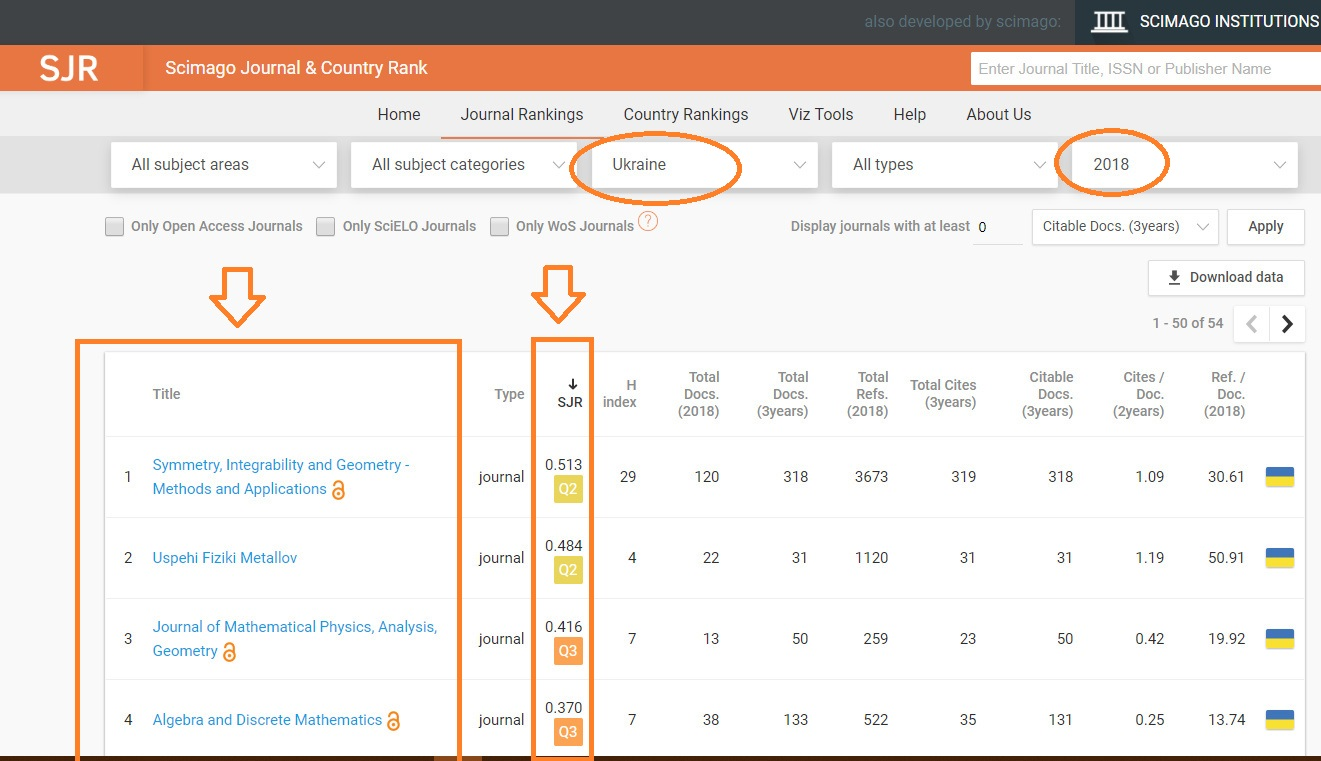 also developed by scimago:
SCIMAGO INSTITUTIONS
SJR
Scimago Journal & Country Rank
Enter Journal Title, ISSN or Publisher Name
Home Journal Rankings Country Rankings Viz Tools Help About Us
All subject areas All subject categories Ukraine All types 2018
Only Open Access Journals Only SciELO Journals Only WoS Journals ?
Display journals with at least 0 Citable Docs. (3years) Apply
Download data
1 - 50 of 54
Title Type ↓ SJR H index Total Docs. (2018) Total Docs. (3years) Total Refs. (2018) Total Cites (3years) Citable Docs. (3years) Cites / Doc. (2years) Ref. / Doc. (2018)
1 Symmetry, Integrability and Geometry - Methods and Applications journal 0.513 Q2 29 120 318 3673 319 318 1.09 30.61
2 Uspehi Fiziki Metallov journal 0.484 Q2 4 22 31 1120 31 31 1.19 50.91
3 Journal of Mathematical Physics, Analysis, Geometry journal 0.416 Q3 7 13 50 259 23 50 0.42 19.92
4 Algebra and Discrete Mathematics journal 0.370 Q3 7 38 133 522 35 131 0.25 13.74